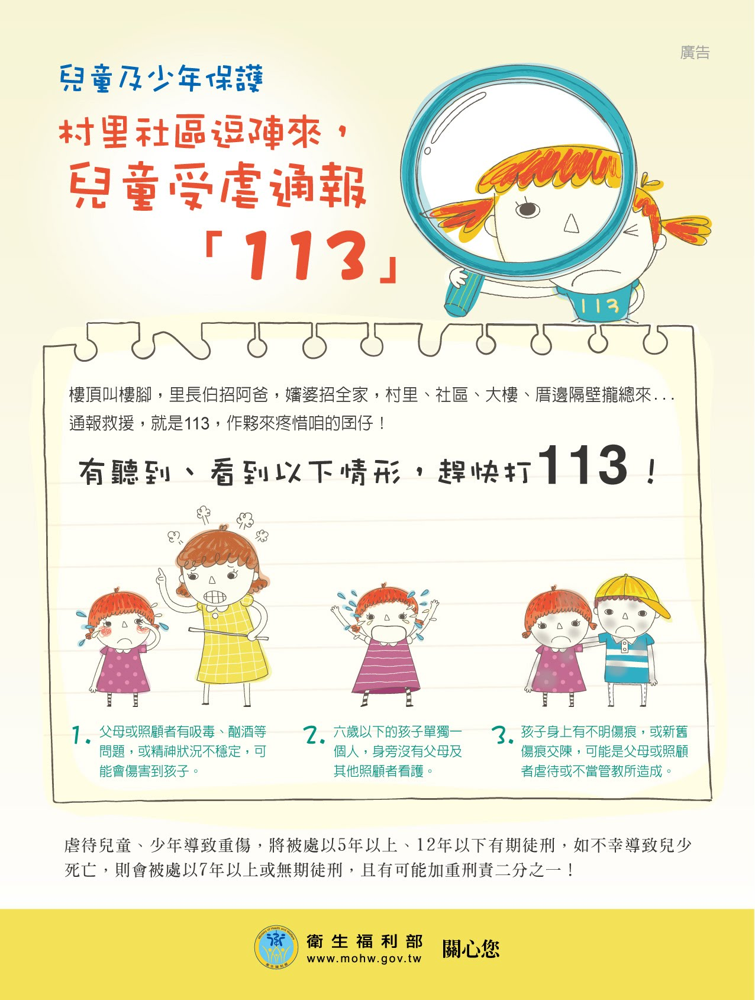 廣告
兒童及少年保護
村里社區逗陣來，
兒童受虐通報
「113」
113
樓頂叫樓腳，里長伯招阿爸，嬸婆招全家，村里、社區、大樓、厝邊隔壁攏總來...
通報救援，就是113，作夥來疼惜咱的囝仔！
有聽到、看到以下情形，趕快打113！
1. 父母或照顧者有吸毒、酗酒等
問題，或精神狀況不穩定，可
能會傷害到孩子。
2. 六歲以下的孩子單獨一
個人，身旁沒有父母及
其他照顧者看護。
3. 孩子身上有不明傷痕，或新舊
傷痕交陳，可能是父母或照顧
者虐待或不當管教所造成。
虐待兒童、少年導致重傷，將被處以5年以上、12年以下有期徒刑，如不幸導致兒少
死亡，則會被處以7年以上或無期徒刑，且有可能加重刑責二分之一！
Ministry of Health and Welfare
衛生福利部
衛生福利部
www.mohw.gov.tw
關心您